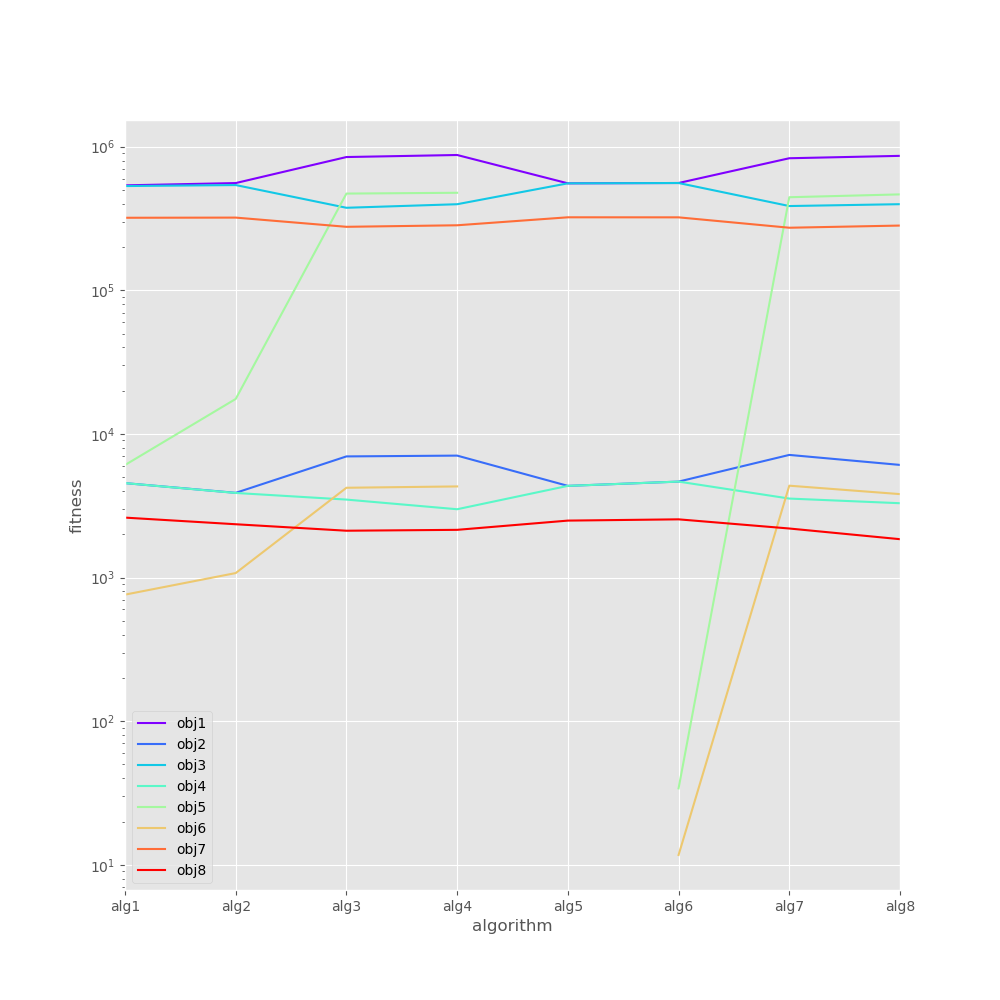 10^6
10^5
10^4
10^3
10^2
10^1
fitness
obj1
obj2
obj3
obj4
obj5
obj6
obj7
obj8
alg1 alg2 alg3 alg4 alg5 alg6 alg7 alg8
algorithm